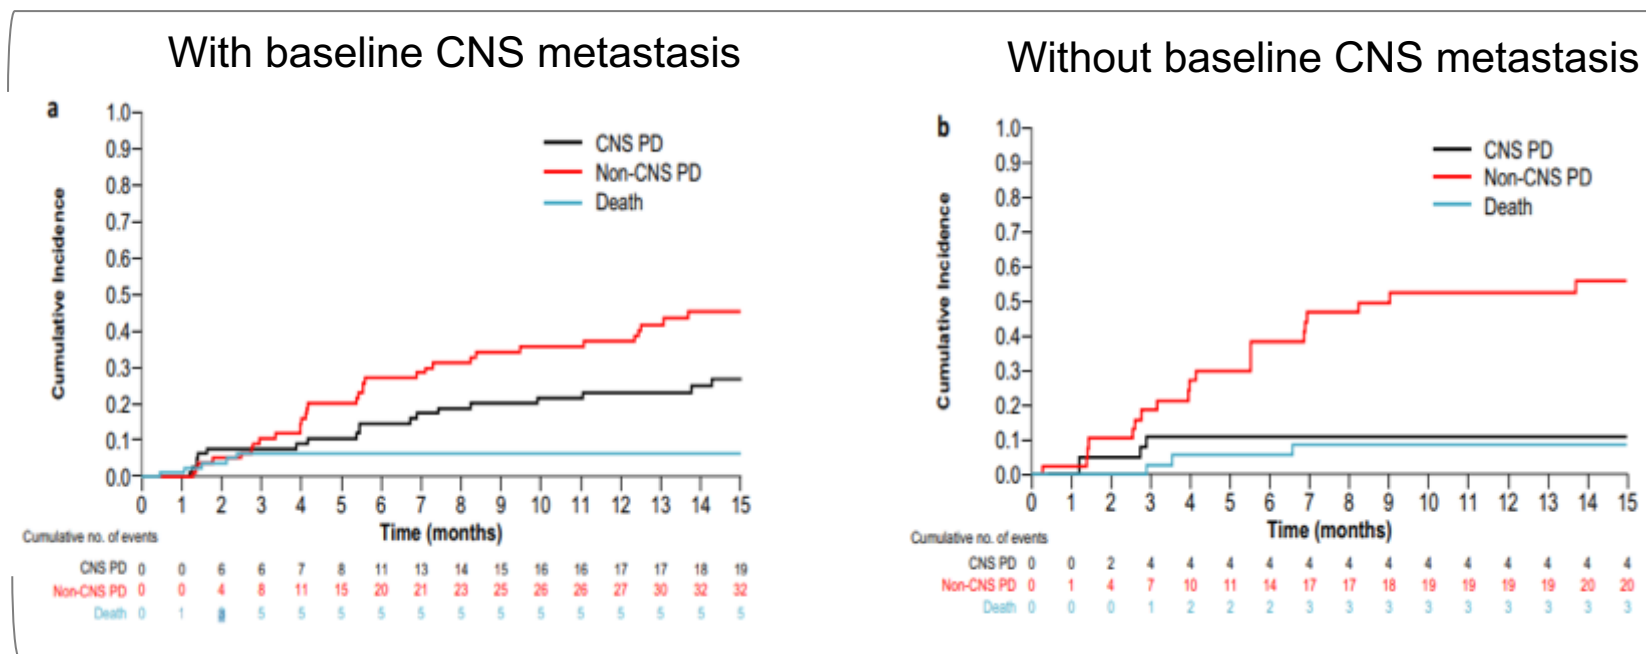 With baseline CNS metastasis
Without baseline CNS metastasis
a
1.0
0.9
0.8
0.7
0.6
0.5
0.4
0.3
0.2
0.1
0.0
Cumulative Incidence
CNS PD
Non-CNS PD
Death
0 1 2 3 4 5 6 7 8 9 10 11 12 13 14 15
Time (months)
Cumulative no. of events
CNS PD 0 0 6 6 7 8 11 13 14 15 16 16 17 17 18 19
Non-CNS PD 0 0 4 8 11 15 20 21 23 25 26 26 27 30 32 32
Death 0 1 5 5 5 5 5 5 5 5 5 5 5 5 5
b
1.0
0.9
0.8
0.7
0.6
0.5
0.4
0.3
0.2
0.1
0.0
Cumulative Incidence
CNS PD
Non-CNS PD
Death
0 1 2 3 4 5 6 7 8 9 10 11 12 13 14 15
Time (months)
Cumulative no. of events
CNS PD 0 0 2 4 4 4 4 4 4 4 4 4 4 4 4 4
Non-CNS PD 0 1 4 7 10 11 14 17 17 18 19 19 19 19 20 20
Death 0 0 0 1 2 2 2 3 3 3 3 3 3 3 3 3